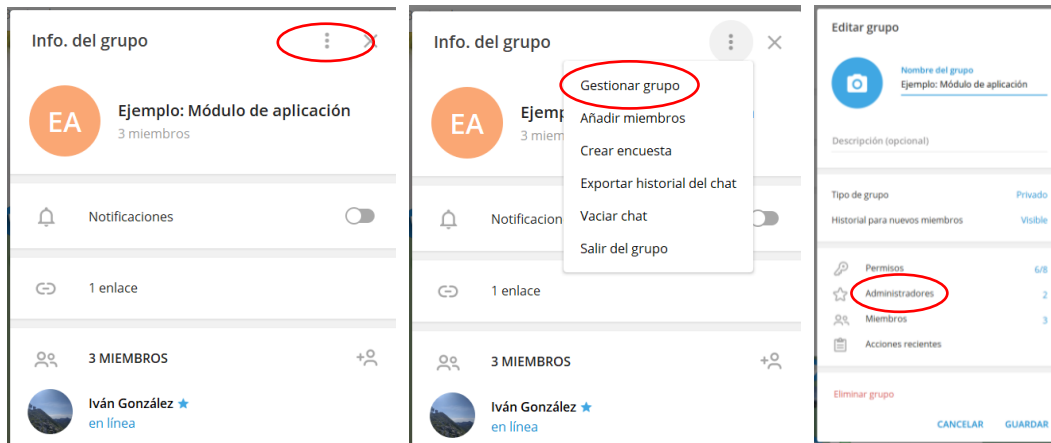 Info. del grupo
EA
Ejemplo: Módulo de aplicación
3 miembros
Notificaciones
1 enlace
3 MIEMBROS
Iván González
en línea
Info. del grupo
EA
Ejemp
3 miem
Gestionar grupo
Añadir miembros
Crear encuesta
Exportar historial del chat
Vaciar chat
Salir del grupo
Notificacion
1 enlace
3 MIEMBROS
Iván González
en línea
Editar grupo
Nombre del grupo
Ejemplo: Módulo de aplicación
Descripción (opcional)
Tipo de grupo Privado
Historial para nuevos miembros Visible
Permisos 6/8
Administradores 2
Miembros 3
Acciones recientes
Eliminar grupo
CANCELAR GUARDAR